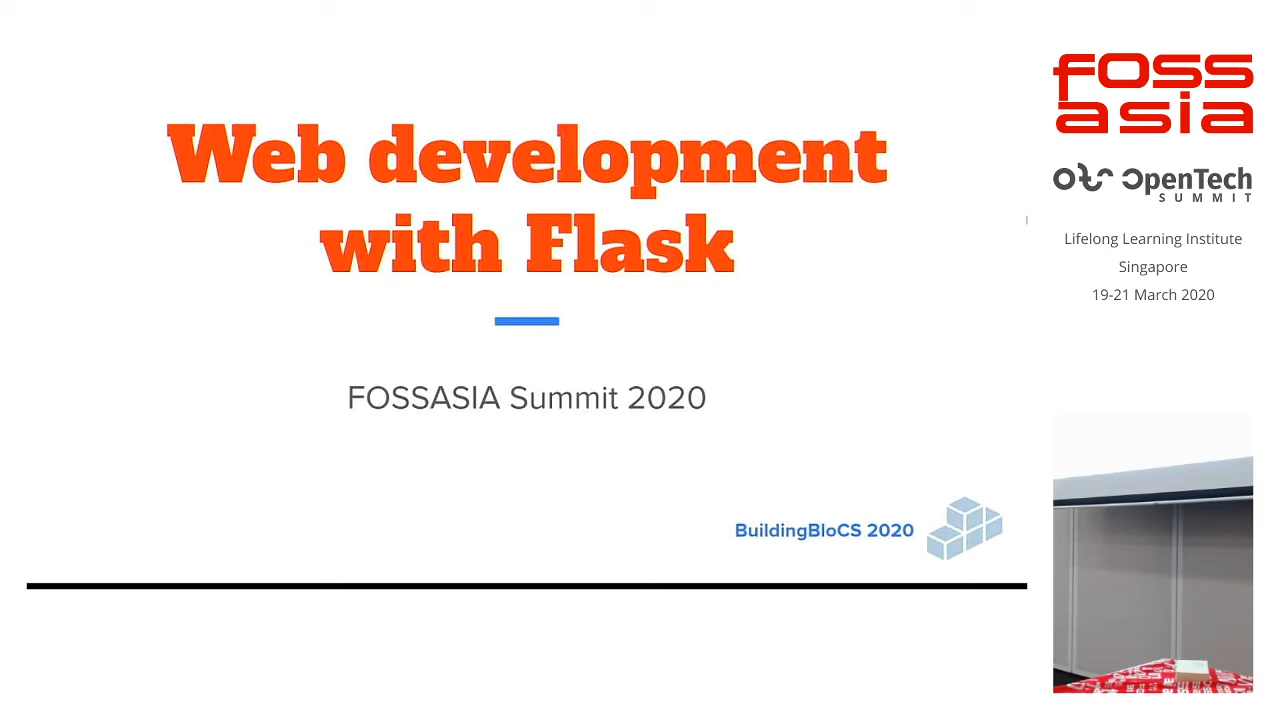 Web development
with Flask
FOSSASIA Summit 2020
BuildingBloCS 2020
foss
asia
ots OpenTech
SUMMIT
Lifelong Learning Institute
Singapore
19-21 March 2020